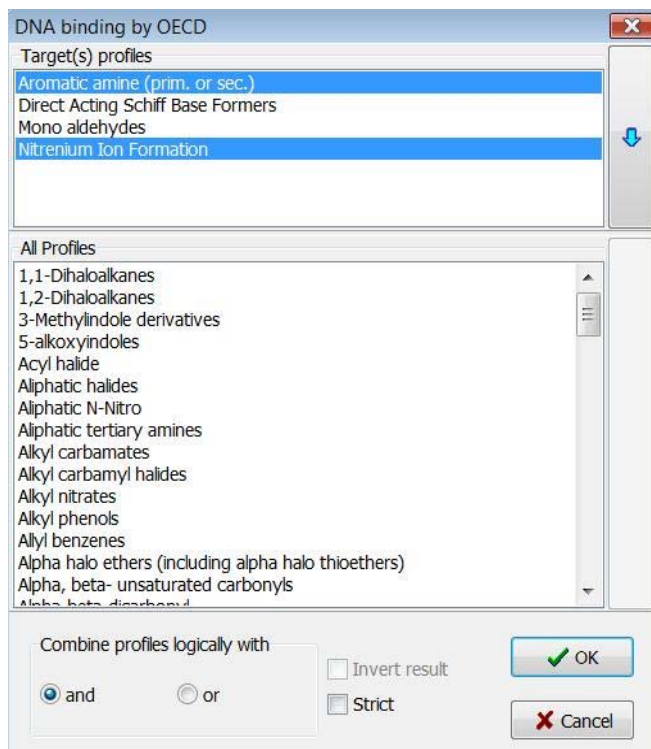 DNA binding by OECD
Target(s) profiles
Aromatic amine (prim. or sec.)
Direct Acting Schiff Base Formers
Mono aldehydes
Nitrenium Ion Formation
All Profiles
1,1-Dihaloalkanes
1,2-Dihaloalkanes
3-Methylindole derivatives
5-alkoxyindoles
Acyl halide
Aliphatic halides
Aliphatic N-Nitro
Aliphatic tertiary amines
Alkyl carbamates
Alkyl carbamyl halides
Alkyl nitrates
Alkyl phenols
Allyl benzenes
Alpha halo ethers (including alpha halo thioethers)
Alpha, beta- unsaturated carbonyls
Combine profiles logically with
and or
Invert result
Strict
OK
Cancel